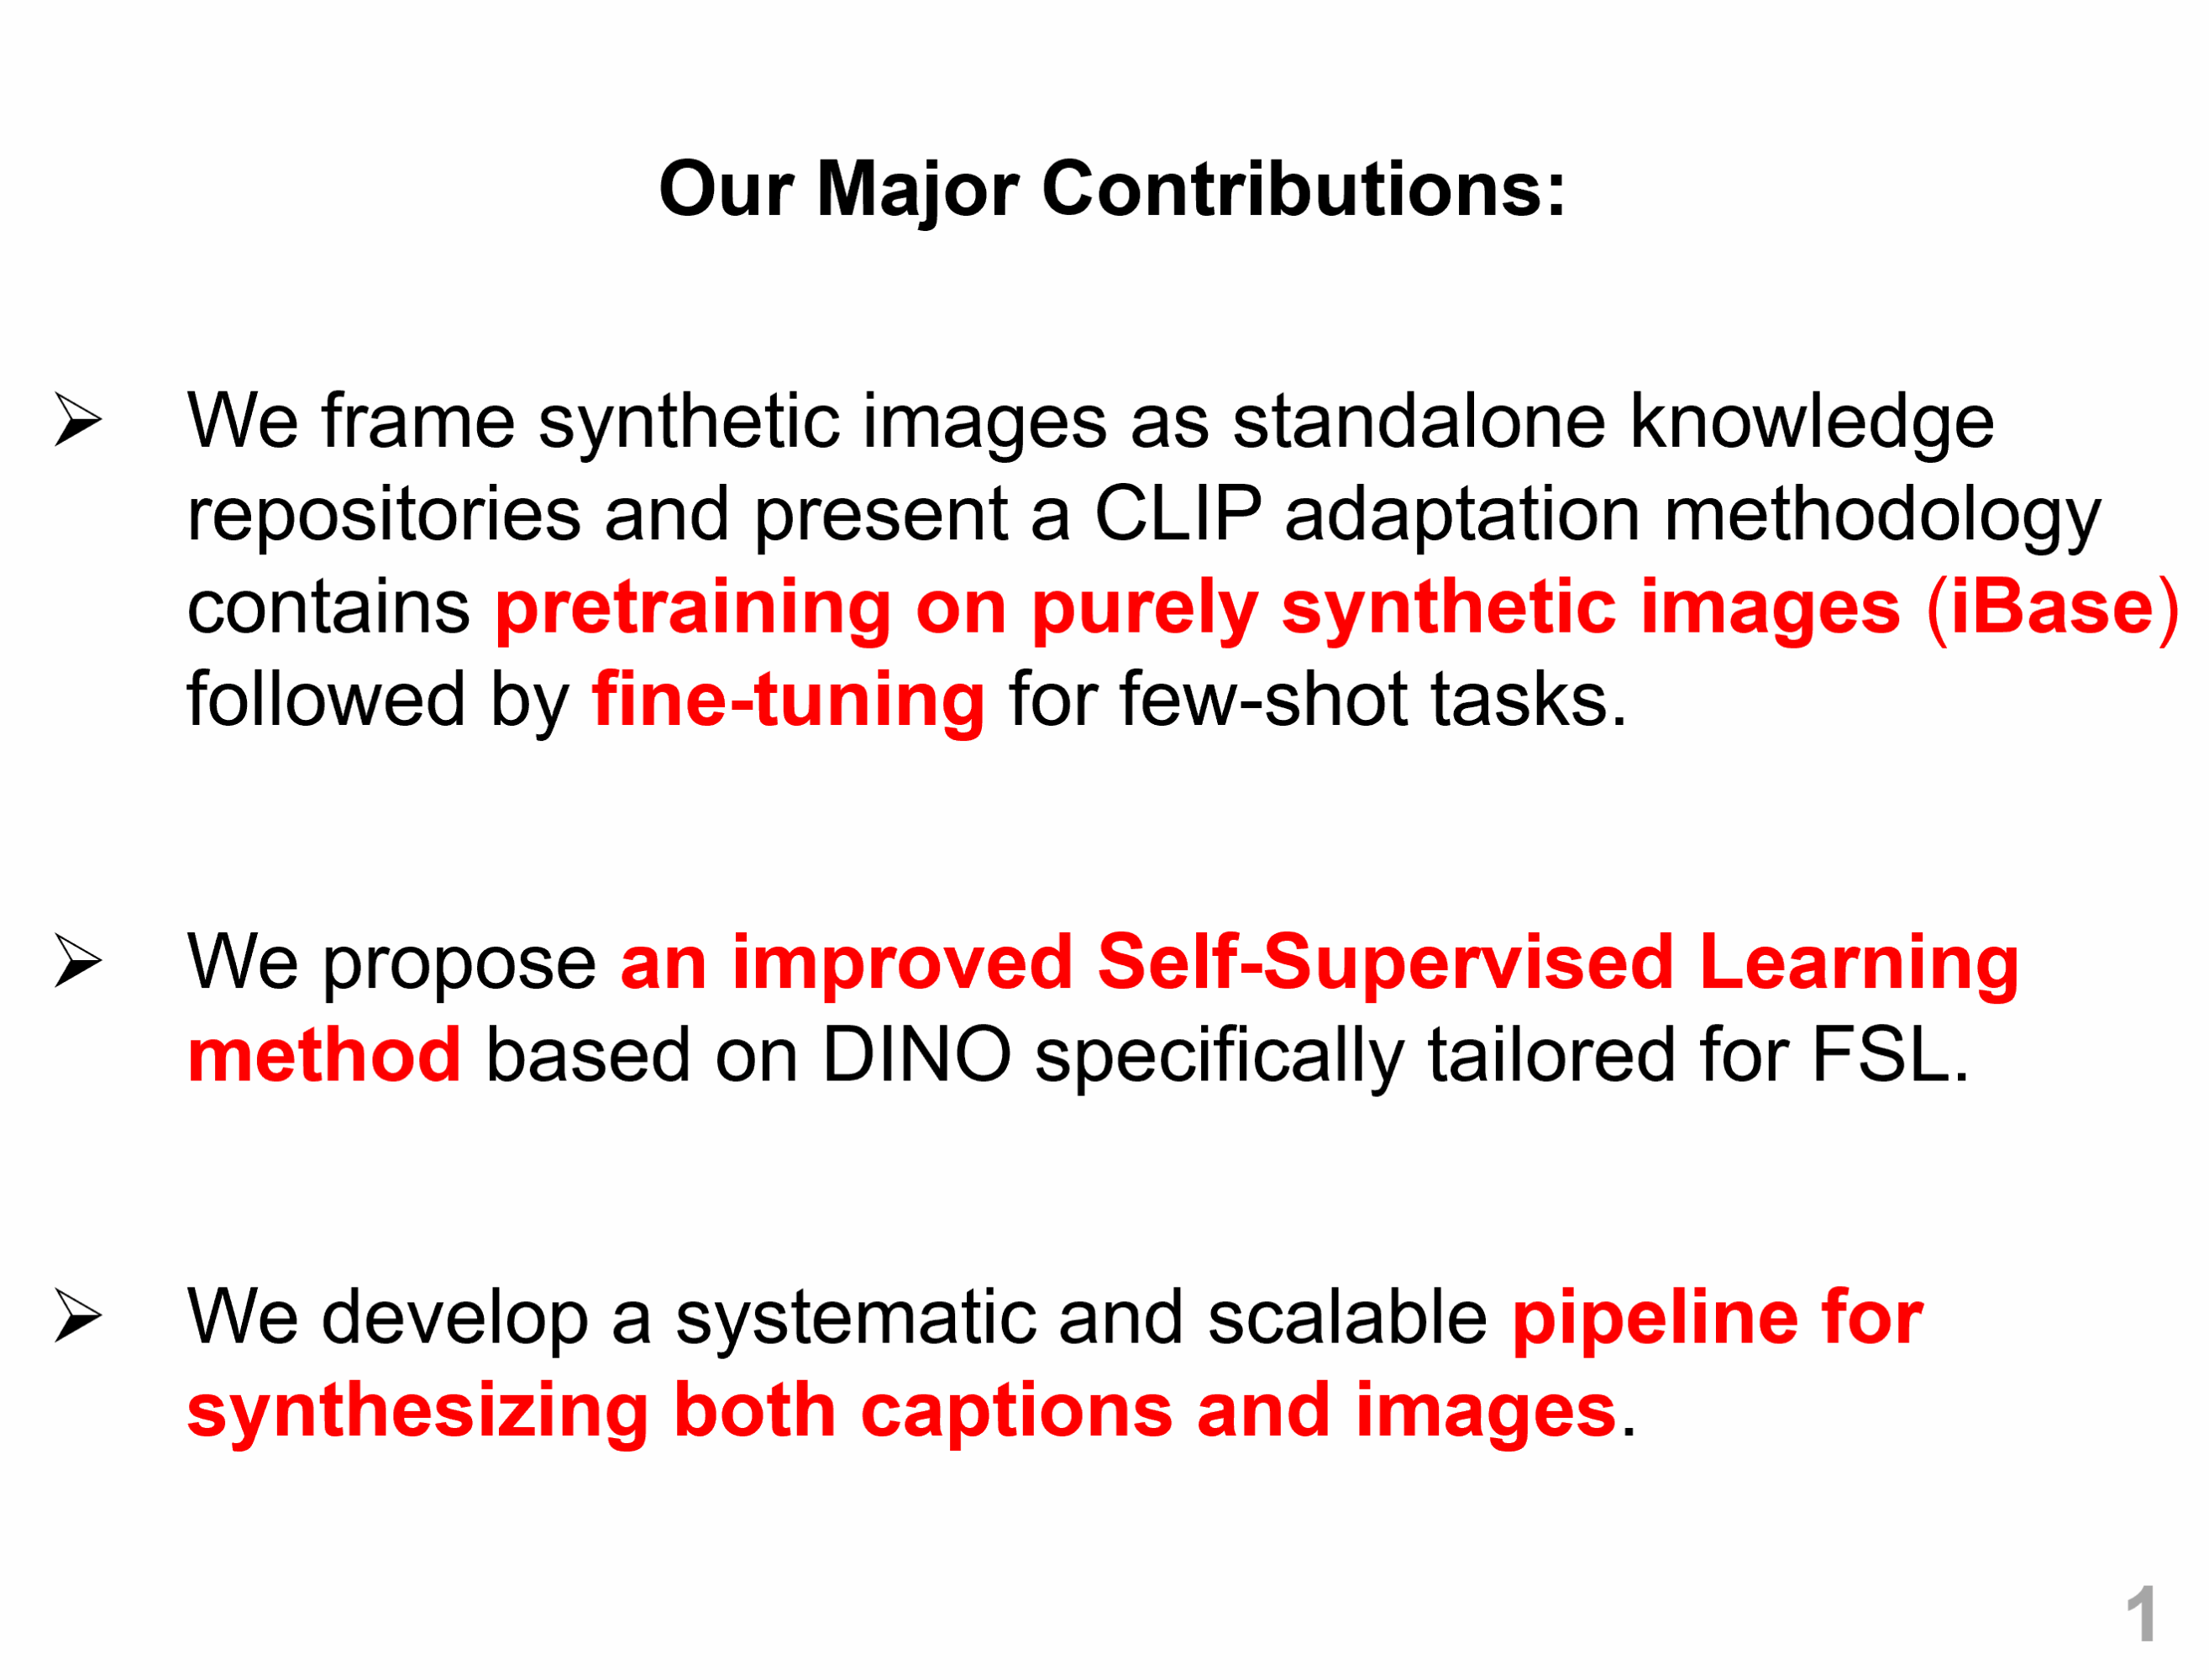 Our Major Contributions:
➢ We frame synthetic images as standalone knowledge
repositories and present a CLIP adaptation methodology
contains pretraining on purely synthetic images (iBase)
followed by fine-tuning for few-shot tasks.
➢ We propose an improved Self-Supervised Learning
method based on DINO specifically tailored for FSL.
➢ We develop a systematic and scalable pipeline for
synthesizing both captions and images.
1